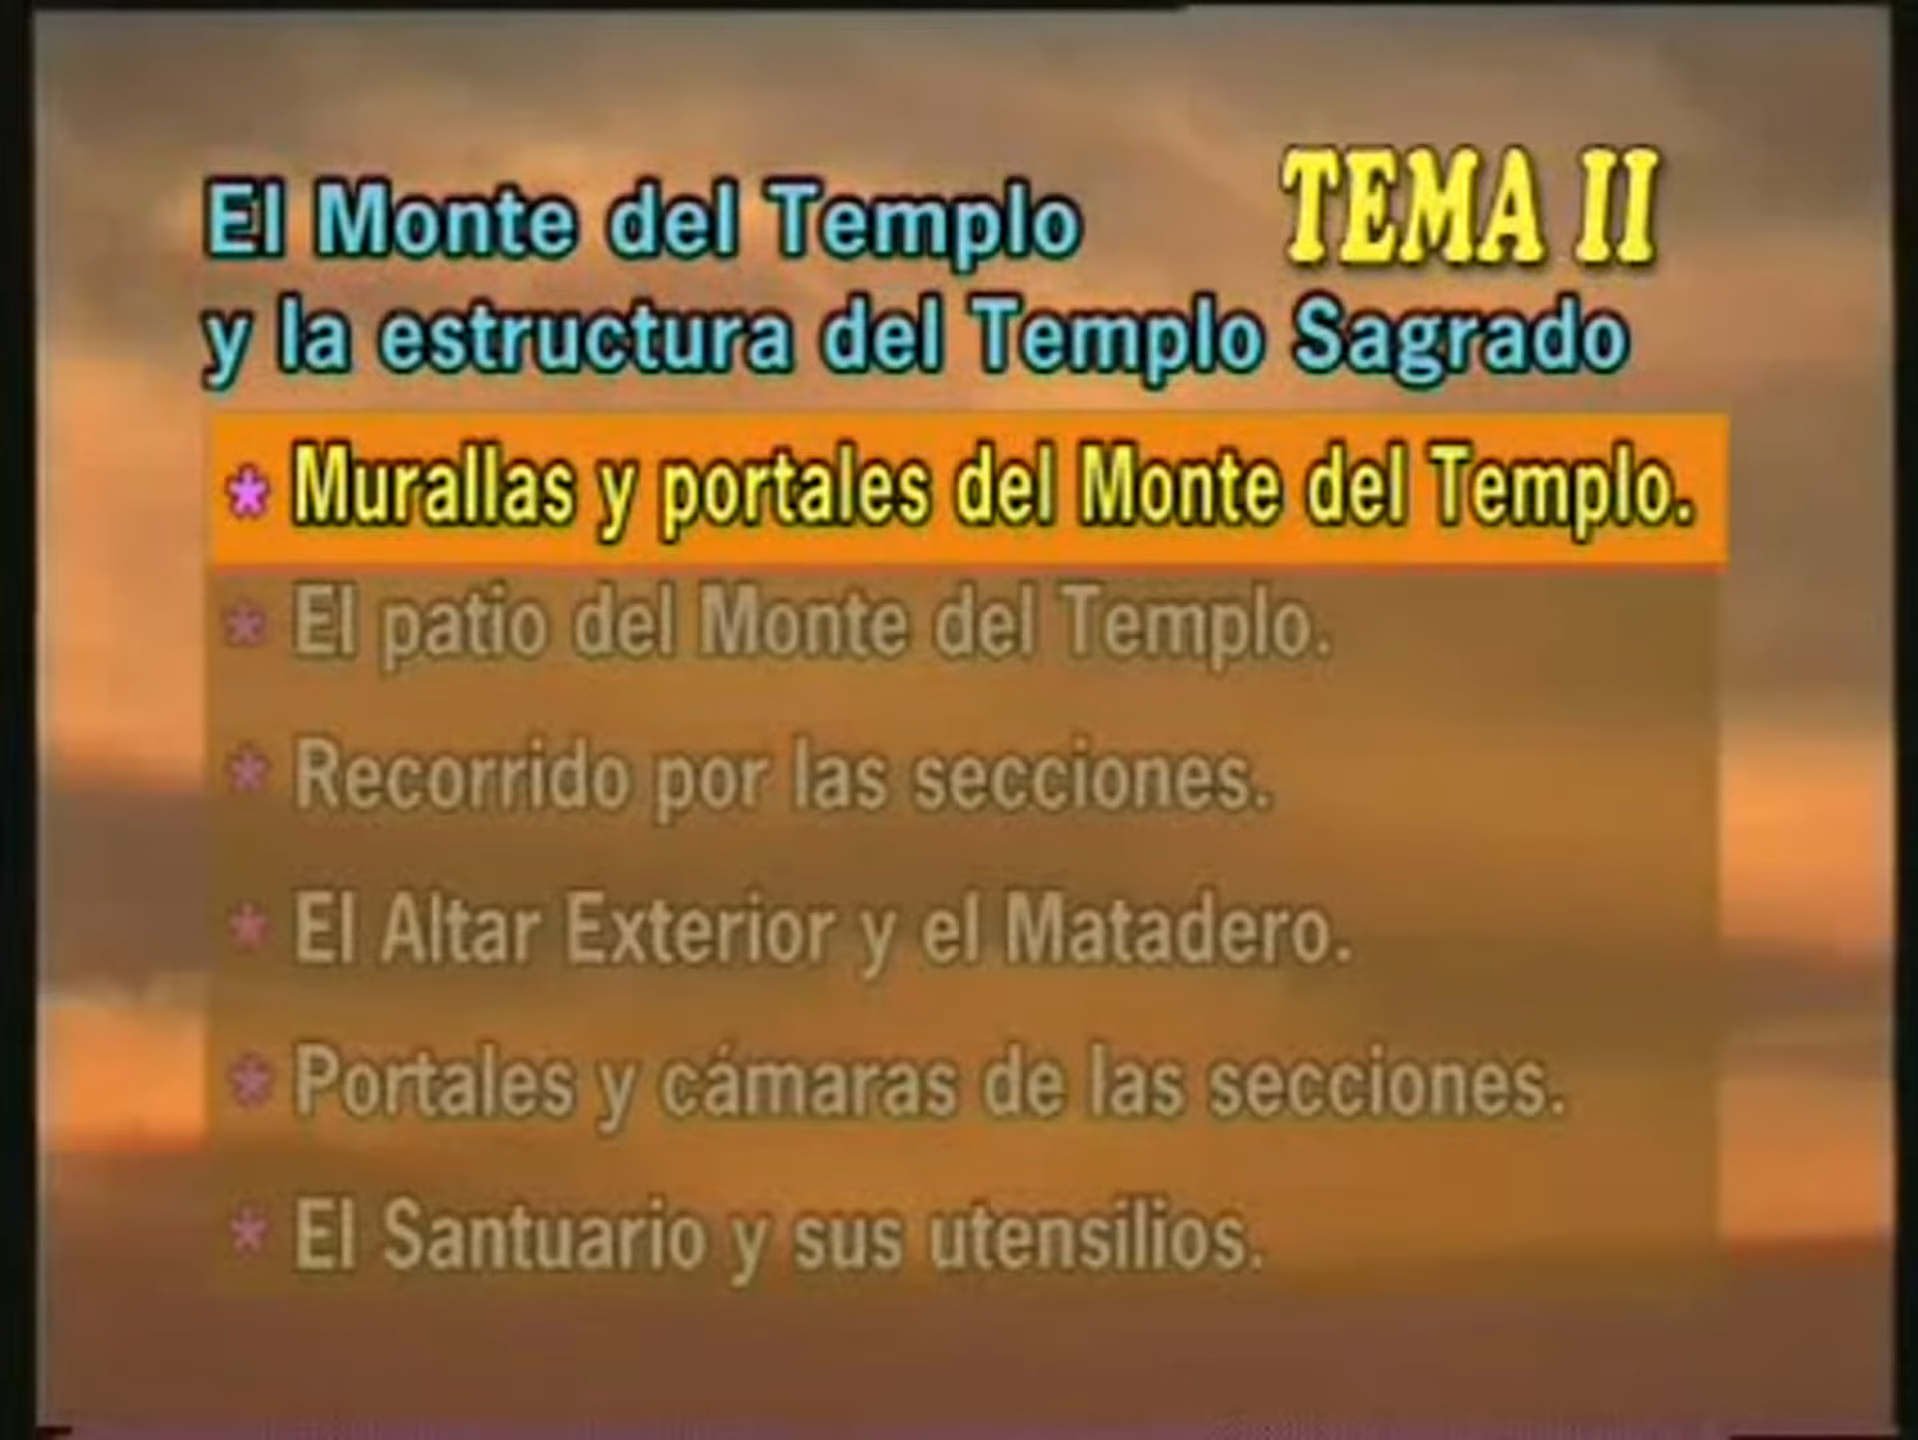 TEMA II
El Monte del Templo
y la estructura del Templo Sagrado
* Murallas y portales del Monte del Templo.
* El patio del Monte del Templo.
* Recorrido por las secciones.
* El Altar Exterior y el Matadero.
* Portales y cámaras de las secciones.
* El Santuario y sus utensilios.